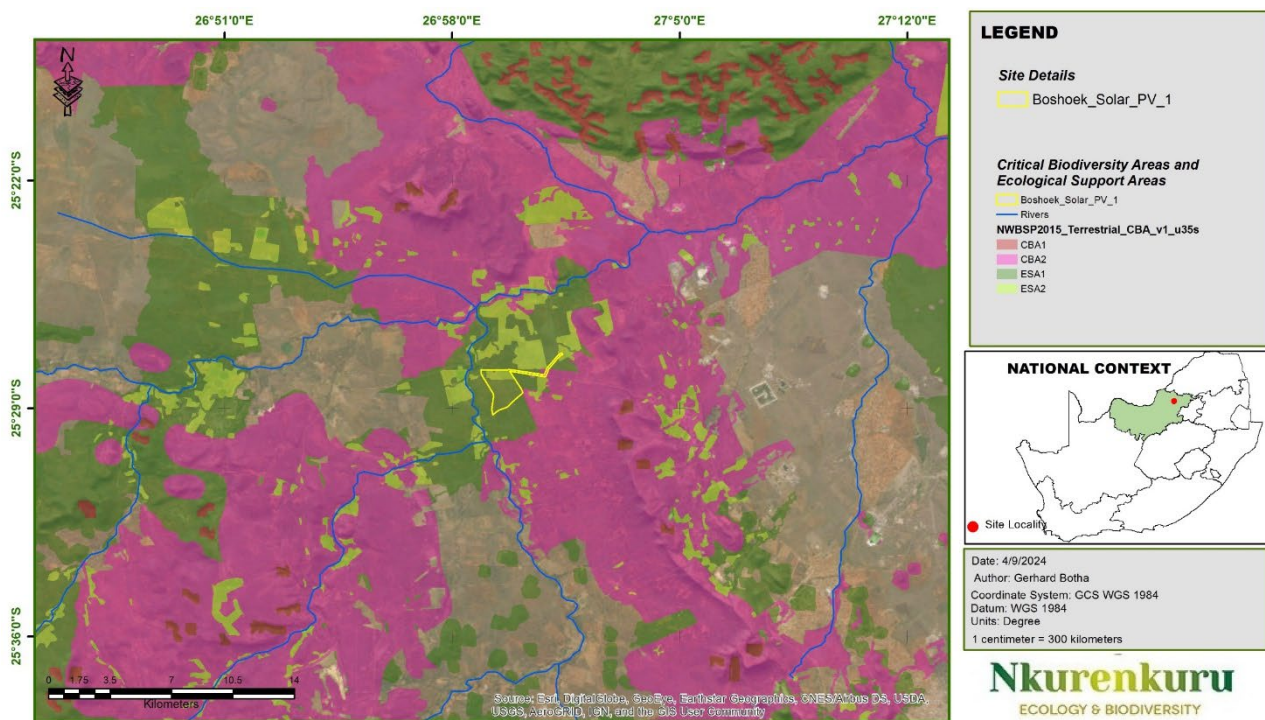 26°51'0"E
26°58'0"E
27°5'0"E
27°12'0"E
25°22'0"S
25°29'0"S
25°36'0"S
N
0 1.75 3.5 7 10.5 14
Kilometers
Source: Esri, DigitalGlobe, GeoEye, Earthstar Geographics, CNES/Airbus DS, USDA,
USGS, AeroGRID, IGN, and the GIS User Community
LEGEND
Site Details
Boshoek_Solar_PV_1
Critical Biodiversity Areas and
Ecological Support Areas
Boshoek_Solar_PV_1
Rivers
NWBSP2015_Terrestrial_CBA_v1_u35s
CBA1
CBA2
ESA1
ESA2
NATIONAL CONTEXT
Site Locality
Date: 4/9/2024
Author: Gerhard Botha
Coordinate System: GCS WGS 1984
Datum: WGS 1984
Units: Degree
1 centimeter = 300 kilometers
Nkurenkuru
ECOLOGY & BIODIVERSITY